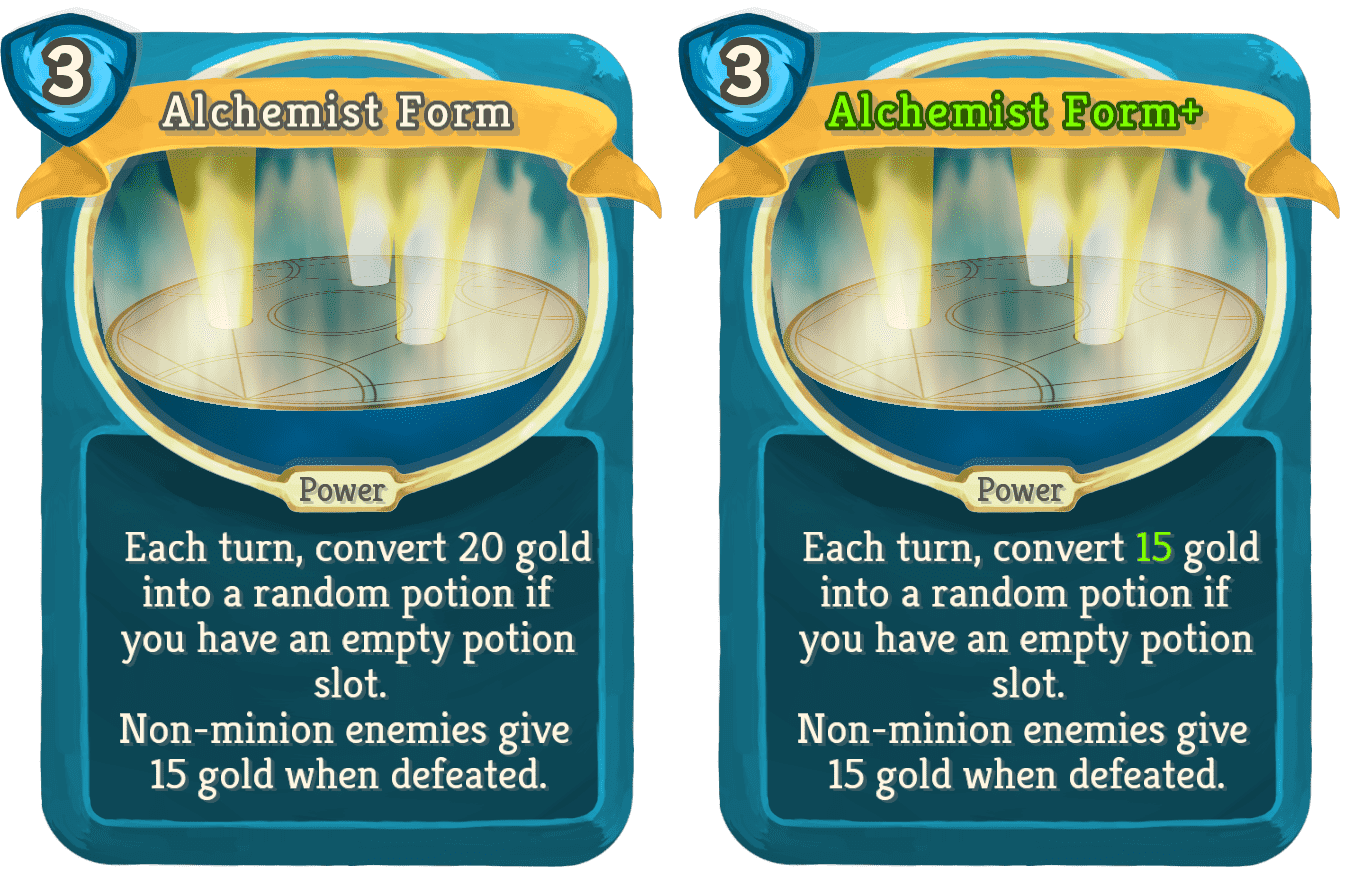 3
Alchemist Form
Power
Each turn, convert 20 gold
into a random potion if
you have an empty potion
slot.
Non-minion enemies give
15 gold when defeated.
3
Alchemist Form+
Power
Each turn, convert 15 gold
into a random potion if
you have an empty potion
slot.
Non-minion enemies give
15 gold when defeated.